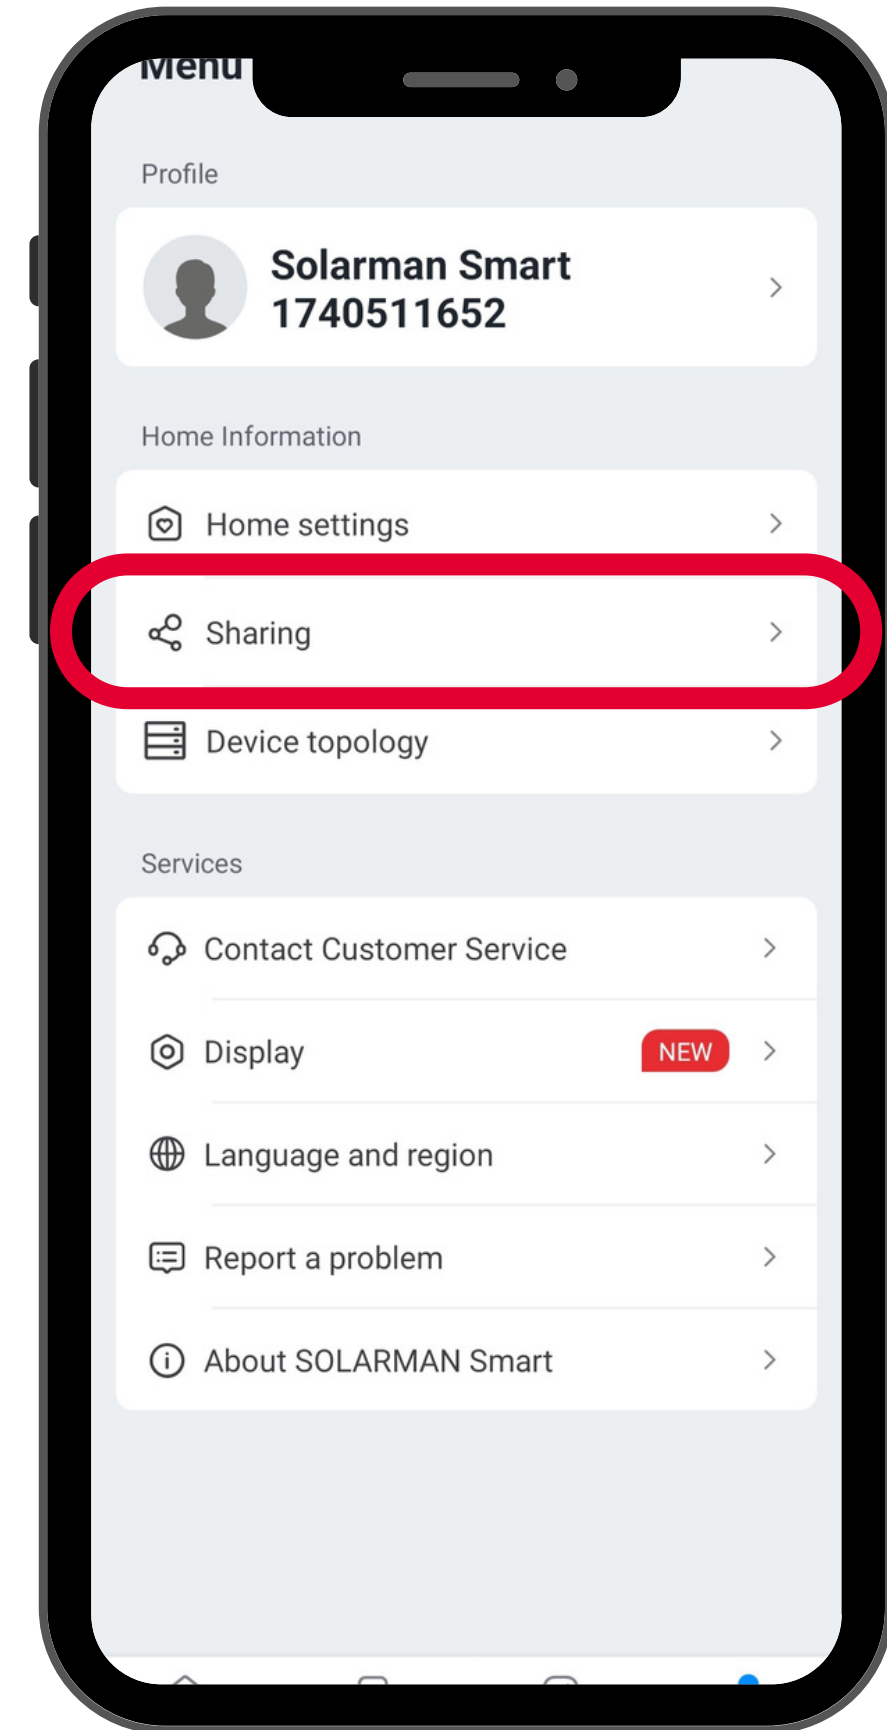 Menu
Profile
Solarman Smart
1740511652
Home Information
Home settings
Sharing
Device topology
Services
Contact Customer Service
Display
NEW
Language and region
Report a problem
About SOLARMAN Smart